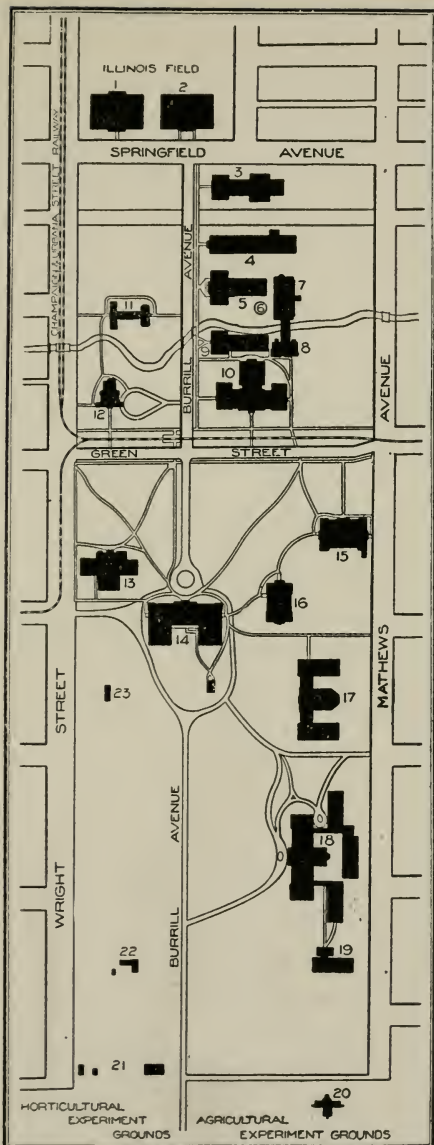 ILLINOIS FIELD
1
2
SPRINGFIELD AVENUE
CHAMPAIGN & URBANA STREET RAILWAY
3
4
AVENUE
7
5
6
11
9
8
10
BURRILL
12
AVENUE
GREEN STREET
15
13
16
14
MATHEWS
17
23
STREET
AVENUE
18
WRIGHT
BURRILL
19
22
21
20
HORTICULTURAL
EXPERIMENT
GROUNDS
AGRICULTURAL
EXPERIMENT GROUNDS